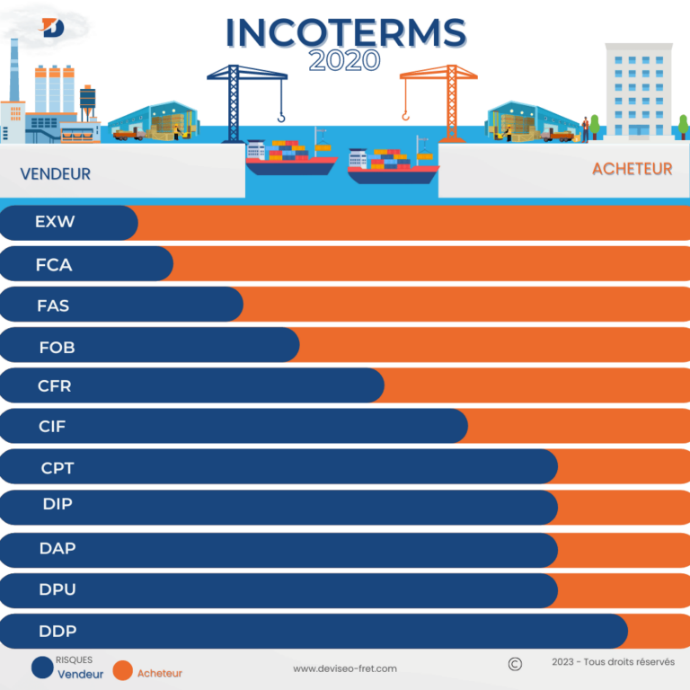 INCOTERMS
2020
VENDEUR
ACHETEUR
EXW
FCA
FAS
FOB
CFR
CIF
CPT
DIP
DAP
DPU
DDP
RISQUES
Vendeur
Acheteur
www.deviseo-fret.com
© 2023 - Tous droits réservés